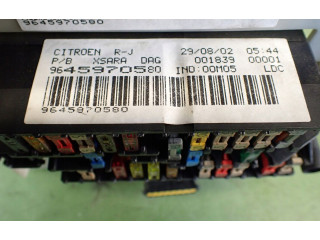 9645970580
CITROEN R-J 29/08/02 05:44
P/B XSARA DAG 001839 00001
9645970580 IND:00M05 LDC
9645970580